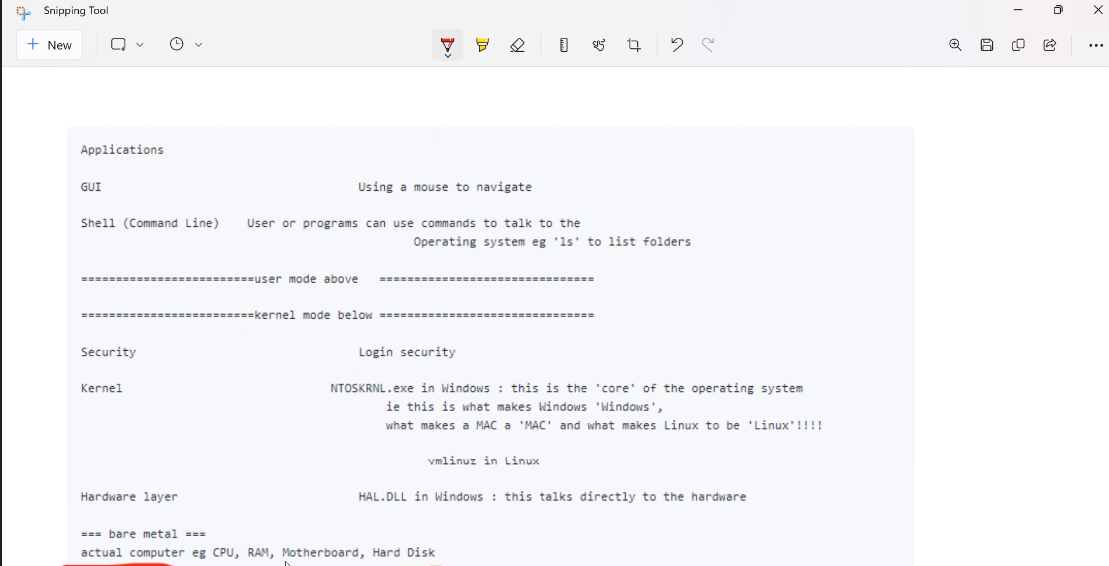 Snipping Tool
New
Applications
GUI Using a mouse to navigate
Shell (Command Line) User or programs can use commands to talk to the
Operating system eg 'ls' to list folders
=========================user mode above ===============================
=========================kernel mode below ===============================
Security Login security
Kernel NTOSKRNL.exe in Windows : this is the 'core' of the operating system
ie this is what makes Windows 'Windows',
what makes a MAC a 'MAC' and what makes Linux to be 'Linux'!!!!
vmlinuz in Linux
Hardware layer HAL.DLL in Windows : this talks directly to the hardware
=== bare metal ===
actual computer eg CPU, RAM, Motherboard, Hard Disk